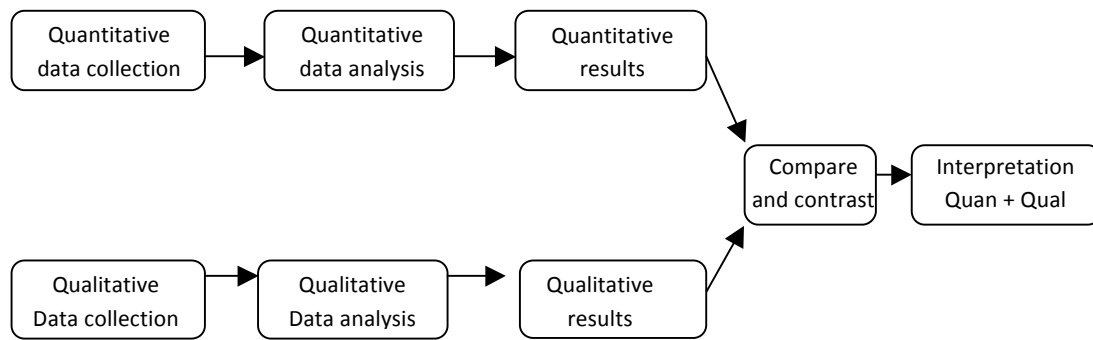 Quantitative
data collection
Quantitative
data analysis
Quantitative
results
Compare
and contrast
Interpretation
Quan + Qual
Qualitative
Data collection
Qualitative
Data analysis
Qualitative
results